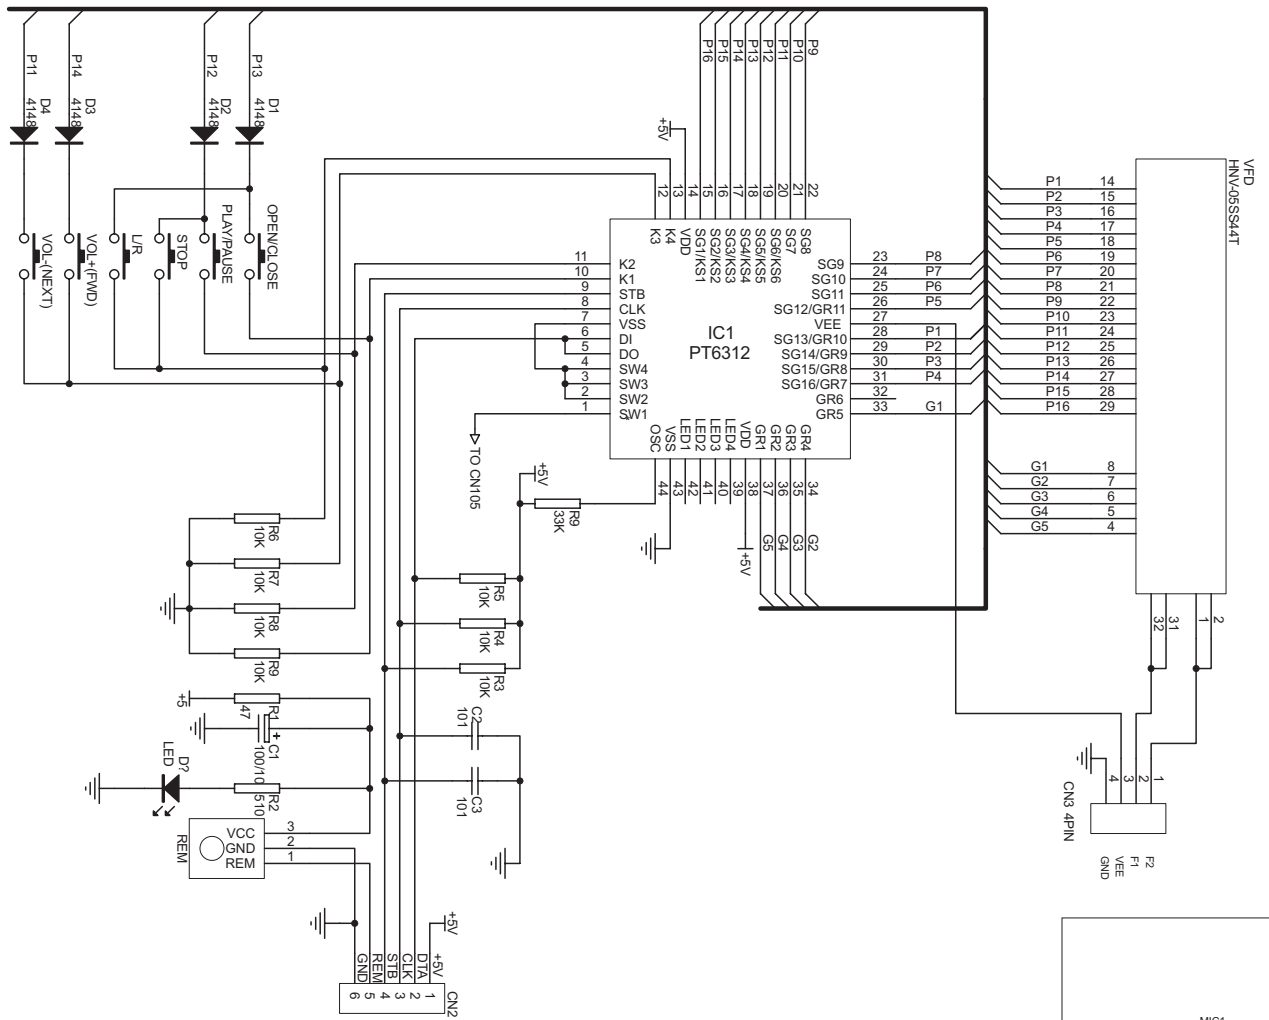 P11
P14
P12
P13
D4
4148
D3
4148
D2
4148
D1
4148
VOL-(NEXT)
VOL+(FWD)
L/R
STOP
PLAY/PAUSE
OPEN/CLOSE
P16
P15
P14
P13
P12
P11
P10
P9
+5V
12
13
14
15
16
17
18
19
20
21
22
K3
K4
VDD
SG1/KS1
SG2/KS2
SG3/KS3
SG4/KS4
SG5/KS5
SG6/KS6
SG7
SG8
11 K2
10 K1
9 STB
8 CLK
7 VSS
6 DI
5 DO
4 SW4
3 SW3
2 SW2
1 SW1
IC1
PT6312
SG9 23 P8
SG10 24 P7
SG11 25 P6
SG12/GR11 26 P5
VEE 27
SG13/GR10 28 P1
SG14/GR9 29 P2
SG15/GR8 30 P3
SG16/GR7 31 P4
GR6 32
GR5 33 G1
OSC
VSS
LED1
LED2
LED3
LED4
VDD
GR1
GR2
GR3
GR4
44
43
42
41
40
39
38
37
36
35
34
G5
G4
G3
G2
+5V
VFD
HNV-05SS44T
P1 14
P2 15
P3 16
P4 17
P5 18
P6 19
P7 20
P8 21
P9 22
P10 23
P11 24
P12 25
P13 26
P14 27
P15 28
P16 29
G1 8
G2 7
G3 6
G4 5
G5 4
32
31
1
2
4
3
2
1
CN3 4PIN
GND
VEE
F1
F2
TO CN105
+5V
R9
33K
R6
10K
R7
10K
R8
10K
R9
10K
R5
10K
R4
10K
R3
10K
+5
R1
47
C1
100/10
+
R2
510
D?
LED
C2
101
C3
101
REM
VCC 3
GND 2
REM 1
+5V
GND
REM
STB
CLK
DTA
+5V
6
5
4
3
2
1
CN2
MIC1